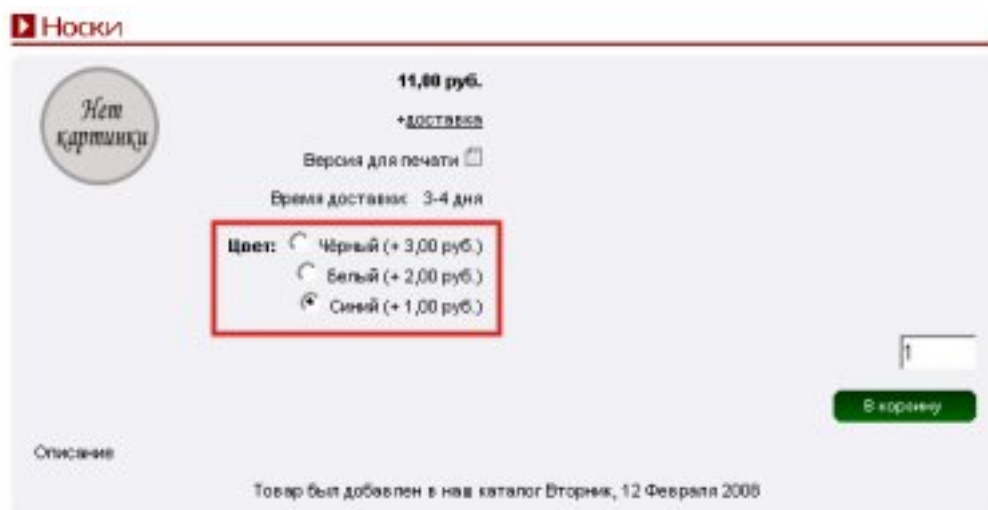 Носки
Нет
картинки
11,00 руб.
+доставка
Версия для печати
Время доставки: 3-4 дня
Цвет: Чёрный (+ 3,00 руб.)
Белый (+ 2,00 руб.)
Синий (+ 1,00 руб.)
1
В корзину
Описание
Товар был добавлен в наш каталог Вторник, 12 Февраля 2008